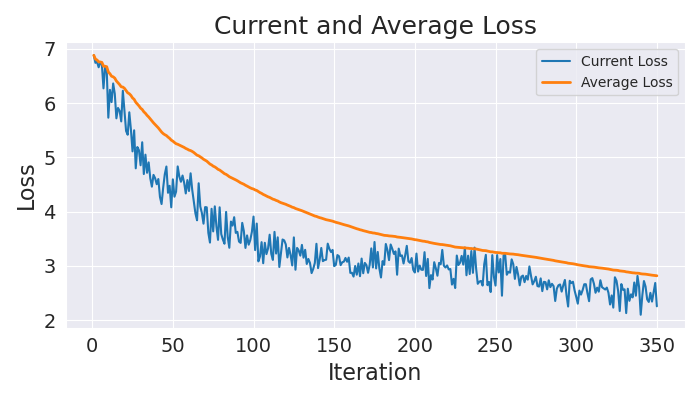 Current and Average Loss
7
6
5
4
3
2
Loss
Current Loss
Average Loss
0 50 100 150 200 250 300 350
Iteration